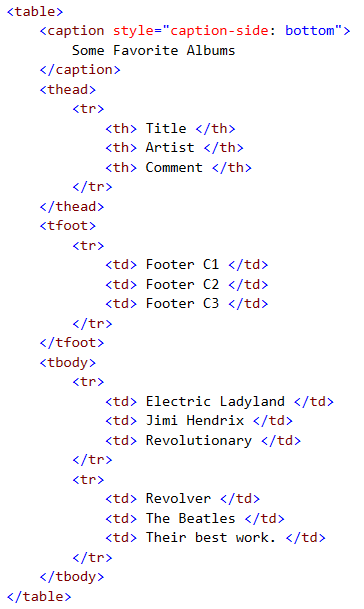 <table>
    <caption style="caption-side: bottom">
        Some Favorite Albums
    </caption>
    <thead>
        <tr>
            <th> Title </th>
            <th> Artist </th>
            <th> Comment </th>
        </tr>
    </thead>
    <tfoot>
        <tr>
            <td> Footer C1 </td>
            <td> Footer C2 </td>
            <td> Footer C3 </td>
        </tr>
    </tfoot>
    <tbody>
        <tr>
            <td> Electric Ladyland </td>
            <td> Jimi Hendrix </td>
            <td> Revolutionary </td>
        </tr>
        <tr>
            <td> Revolver </td>
            <td> The Beatles </td>
            <td> Their best work. </td>
        </tr>
    </tbody>
</table>